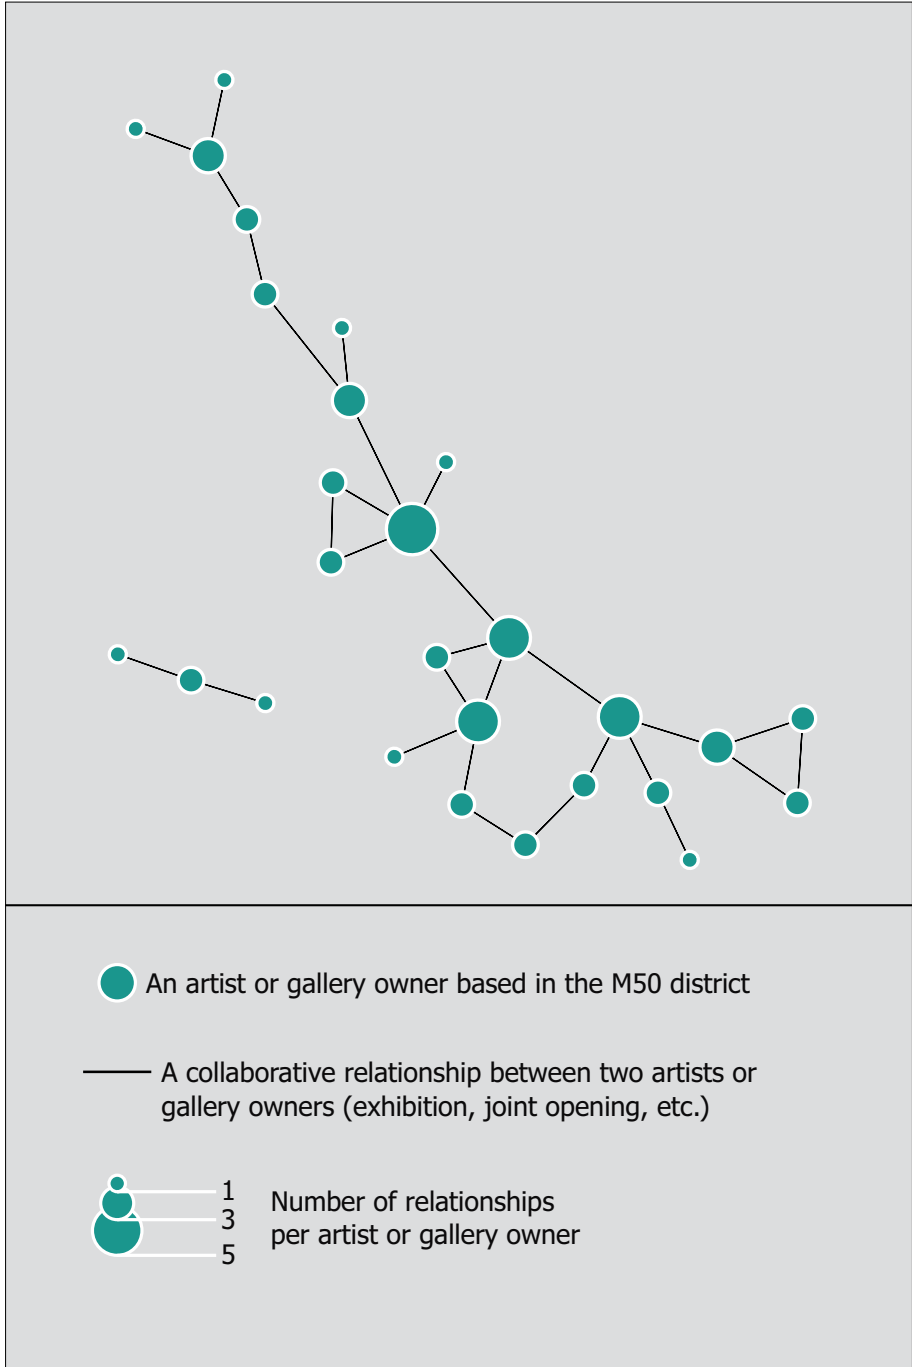 An artist or gallery owner based in the M50 district
A collaborative relationship between two artists or
gallery owners (exhibition, joint opening, etc.)
1
3
5
Number of relationships
per artist or gallery owner